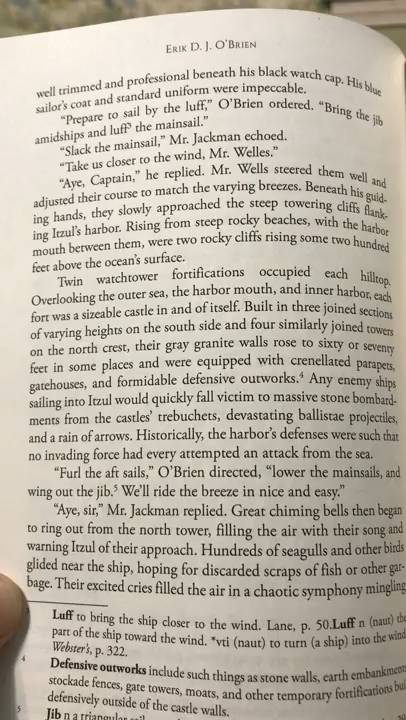 ERIK D. J. O'BRIEN
well trimmed and professional beneath his black watch cap. His blue
sailor's coat and standard uniform were impeccable.
"Prepare to sail by the luff," O'Brien ordered. "Bring the jib
amidships and luff³ the mainsail."
"Slack the mainsail," Mr. Jackman echoed.
"Take us closer to the wind, Mr. Welles."
"Aye, Captain," he replied. Mr. Wells steered them well and
adjusted their course to match the varying breezes. Beneath his guid-
ing hands, they slowly approached the steep towering cliffs flank-
ing Itzul's harbor. Rising from steep rocky beaches, with the harbor
mouth between them, were two rocky cliffs rising some two hundred
feet above the ocean's surface.
Twin watchtower fortifications occupied each hilltop.
Overlooking the outer sea, the harbor mouth, and inner harbor, each
fort was a sizeable castle in and of itself. Built in three joined sections
of varying heights on the south side and four similarly joined towers
on the north crest, their gray granite walls rose to sixty or seventy
feet in some places and were equipped with crenellated parapets,
gatehouses, and formidable defensive outworks.⁴ Any enemy ships
sailing into Itzul would quickly fall victim to massive stone bombard-
ments from the castles' trebuchets, devastating ballistae projectiles,
and a rain of arrows. Historically, the harbor's defenses were such that
no invading force had every attempted an attack from the sea.
"Furl the aft sails," O'Brien directed, "lower the mainsails, and
wing out the jib.⁵ We'll ride the breeze in nice and easy."
"Aye, sir," Mr. Jackman replied. Great chiming bells then began
to ring out from the north tower, filling the air with their song and
warning Itzul of their approach. Hundreds of seagulls and other birds
glided near the ship, hoping for discarded scraps of fish or other gar-
bage. Their excited cries filled the air in a chaotic symphony mingling
Luff to bring the ship closer to the wind. Lane, p. 50.Luff n (naut) the
part of the ship toward the wind. *vti (naut) to turn (a ship) into the wind
Webster's, p. 322.
4 Defensive outworks include such things as stone walls, earth embankments
stockade fences, gate towers, moats, and other temporary fortifications but
defensively outside of the castle walls.
5 Jib n a triangular sail